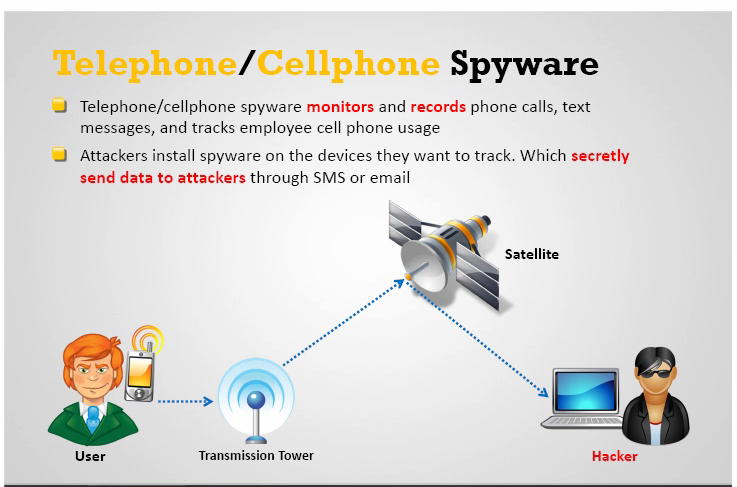 Telephone/Cellphone Spyware
Telephone/cellphone spyware monitors and records phone calls, text
messages, and tracks employee cell phone usage
Attackers install spyware on the devices they want to track. Which secretly
send data to attackers through SMS or email
Satellite
User
Transmission Tower
Hacker